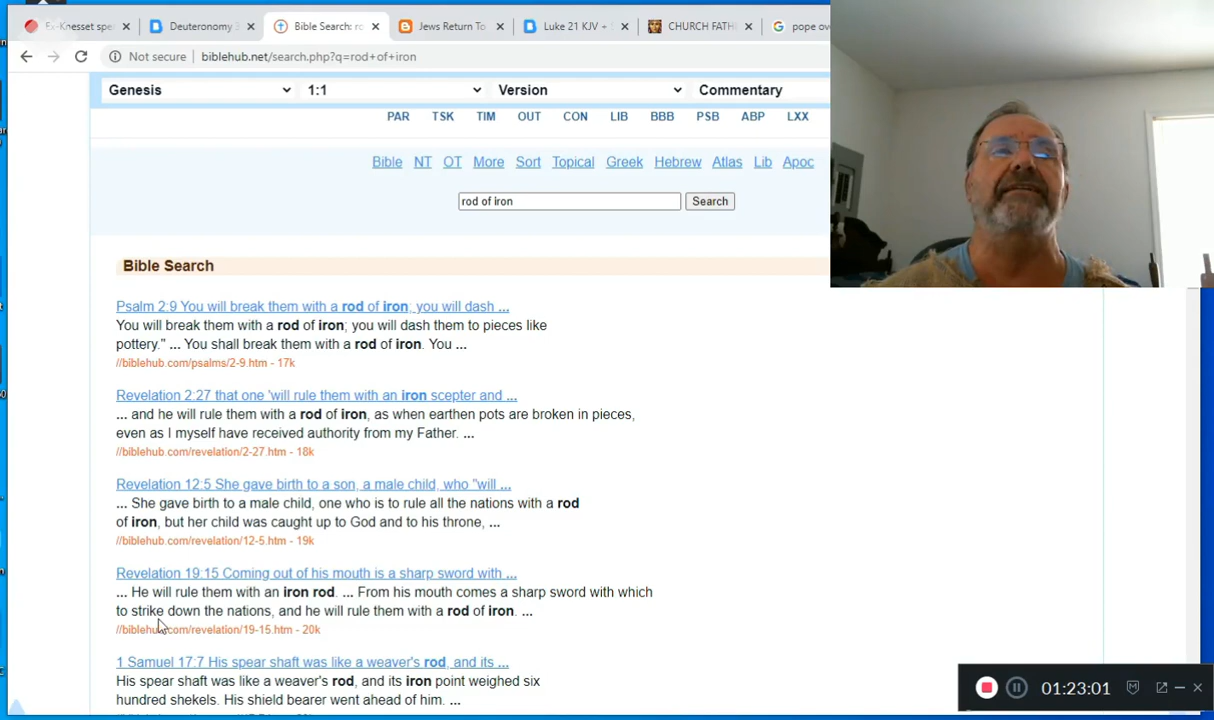 Ex-Knesset spe
Deuteronomy 3
Bible Search: ro
Jews Return To
Luke 21 KJV +
CHURCH FATH
pope ov
Not secure
biblehub.net/search.php?q=rod+of+iron
Genesis
1:1
Version
Commentary
PAR TSK TIM OUT CON LIB BBB PSB ABP LXX
Bible NT OT More Sort Topical Greek Hebrew Atlas Lib Apoc
rod of iron
Search
Bible Search
Psalm 2:9 You will break them with a rod of iron; you will dash ...
You will break them with a rod of iron; you will dash them to pieces like
pottery." ... You shall break them with a rod of iron. You ...
//biblehub.com/psalms/2-9.htm - 17k
Revelation 2:27 that one 'will rule them with an iron scepter and ...
... and he will rule them with a rod of iron, as when earthen pots are broken in pieces,
even as I myself have received authority from my Father. ...
//biblehub.com/revelation/2-27.htm - 18k
Revelation 12:5 She gave birth to a son, a male child, who "will ...
... She gave birth to a male child, one who is to rule all the nations with a rod
of iron, but her child was caught up to God and to his throne, ...
//biblehub.com/revelation/12-5.htm - 19k
Revelation 19:15 Coming out of his mouth is a sharp sword with ...
... He will rule them with an iron rod. ... From his mouth comes a sharp sword with which
to strike down the nations, and he will rule them with a rod of iron. ...
//biblehub.com/revelation/19-15.htm - 20k
1 Samuel 17:7 His spear shaft was like a weaver's rod, and its ...
His spear shaft was like a weaver's rod, and its iron point weighed six
hundred shekels. His shield bearer went ahead of him. ...
01:23:01